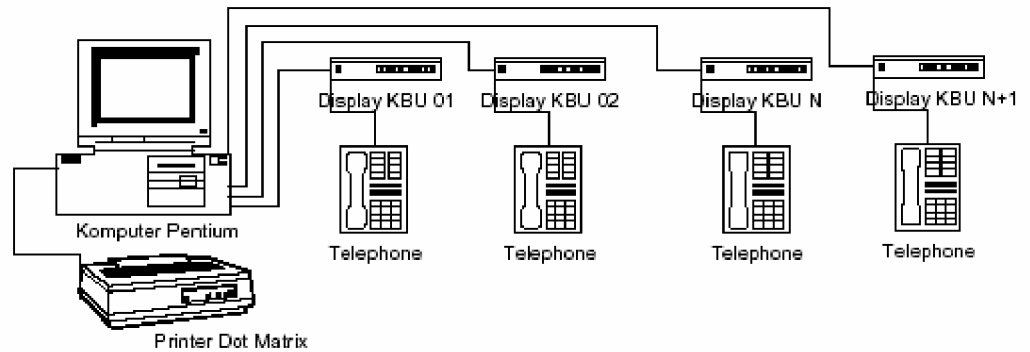 Display KBU 01
Display KBU 02
Display KBU N
Display KBU N+1
Komputer Pentium
Telephone
Telephone
Telephone
Telephone
Printer Dot Matrix